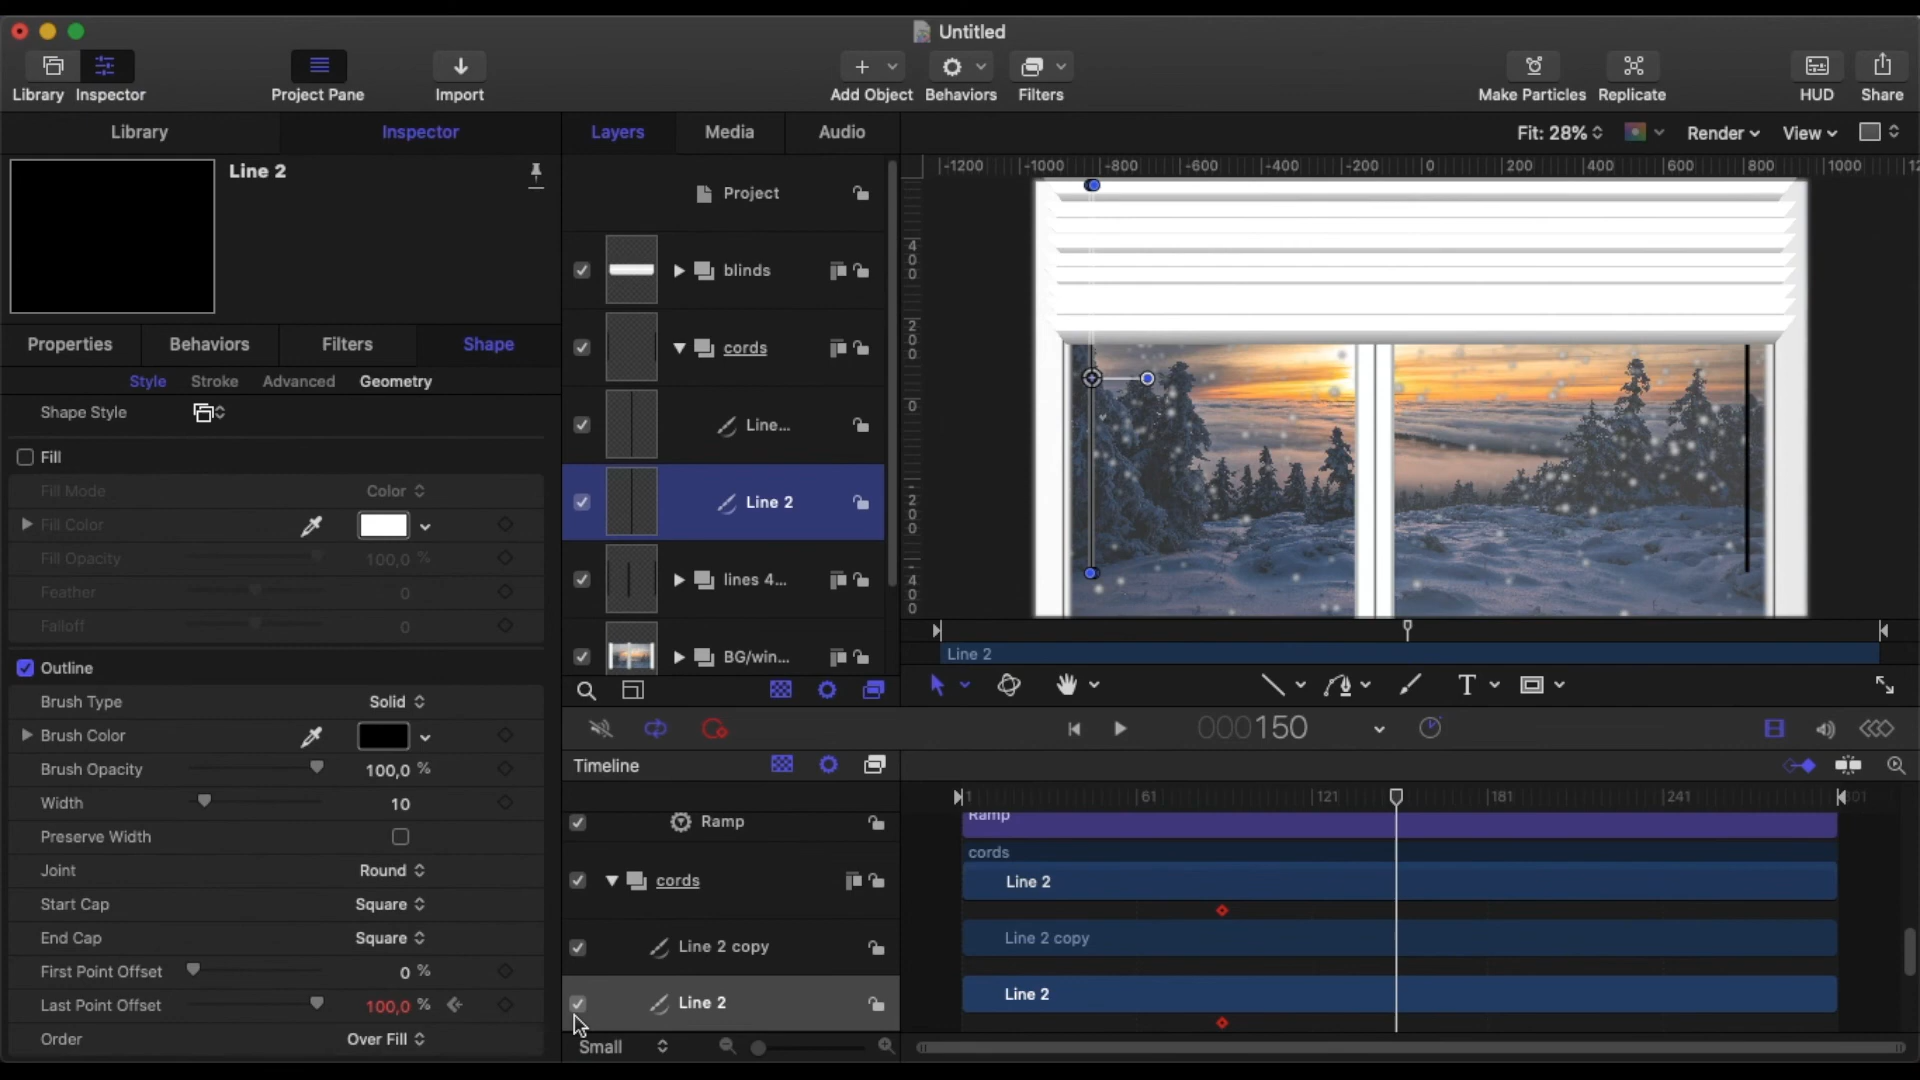 Untitled
Library Inspector Project Pane Import Add Object Behaviors Filters Make Particles Replicate HUD Share
Library Inspector Layers Media Audio Fit: 28% Render View
-1200 -1000 -800 -600 -400 -200 0 200 400 600 800 1000
Line 2
Project
blinds
cords
Line...
Line 2
lines 4...
BG/win...
400
200
0
-200
-400
Line 2
Properties Behaviors Filters Shape
Style Stroke Advanced Geometry
Shape Style
Fill
Fill Mode Color
Fill Color
Fill Opacity 100,0 %
Feather 0
Falloff 0
Outline
Brush Type Solid
Brush Color
Brush Opacity 100,0 %
Width 10
Preserve Width
Joint Round
Start Cap Square
End Cap Square
First Point Offset 0 %
Last Point Offset 100,0 %
Order Over Fill
T
000150
Timeline
1 61 121 181 241 301
Ramp Ramp
cords cords
Line 2
Line 2 copy Line 2 copy
Line 2 Line 2
Small